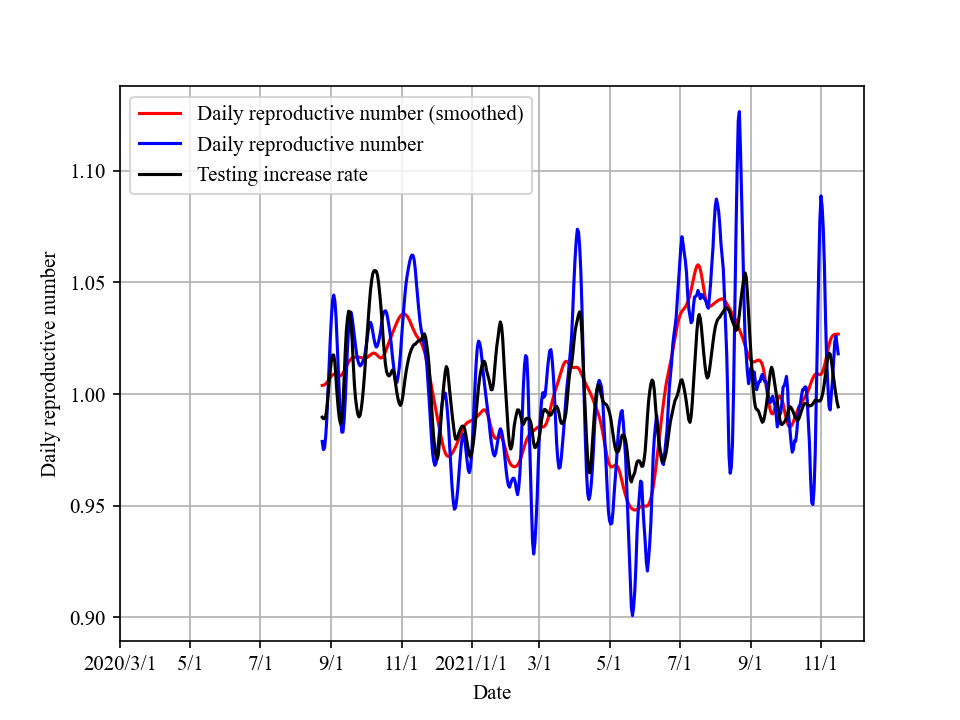 Daily reproductive number (smoothed)
Daily reproductive number
Testing increase rate
Daily reproductive number
1.10
1.05
1.00
0.95
0.90
2020/3/1 5/1 7/1 9/1 11/1 2021/1/1 3/1 5/1 7/1 9/1 11/1
Date